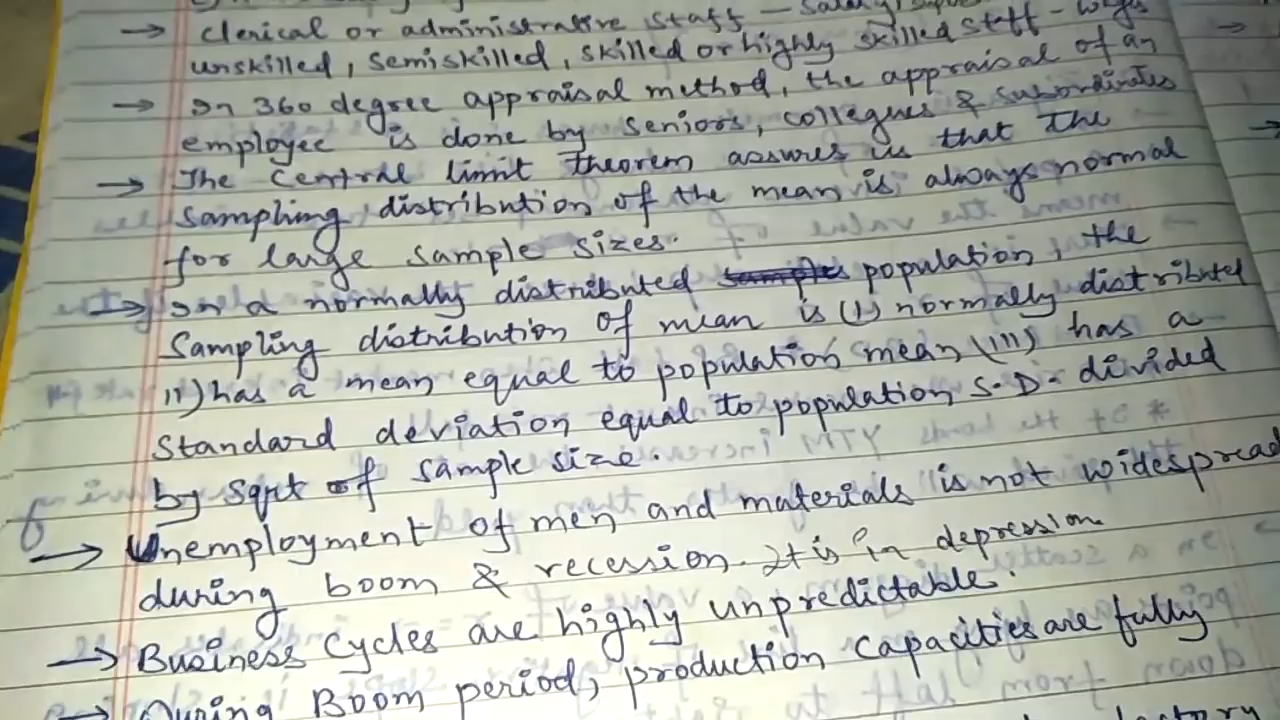 → clerical or administrative staff – salary
unskilled, semiskilled, skilled or highly skilled staff - wages
→ In 360 degree appraisal method, the appraisal of an
employee is done by seniors, collegues & subordinates
→ The central limit theorem assures us that the
sampling distribution of the mean is always normal
for large sample sizes.
→ In a normally distributed population, the
sampling distribution of mean is (1) normally distributed
11) has a mean equal to population mean (111) has a
standard deviation equal to population S.D. divided
by sqrt of sample size.
→ Unemployment of men and materials is not widespread
during boom & recession. It is in depression
→ Business Cycles are highly unpredictable.
→ During Boom period, production capacities are fully